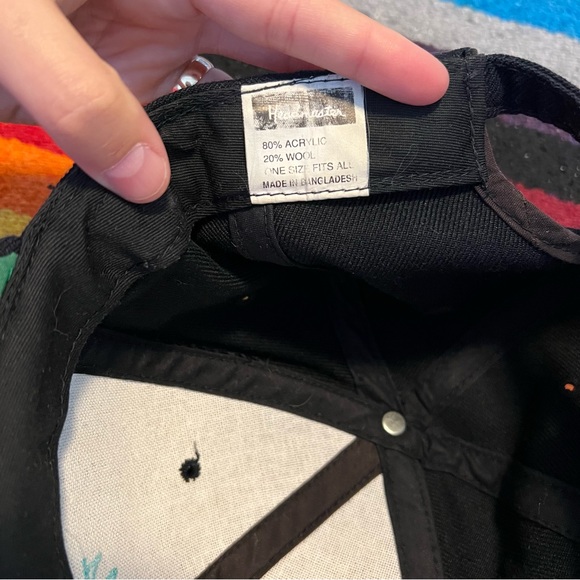 Headmaster
80% ACRYLIC
20% WOOL
ONE SIZE FITS ALL
MADE IN BANGLADESH